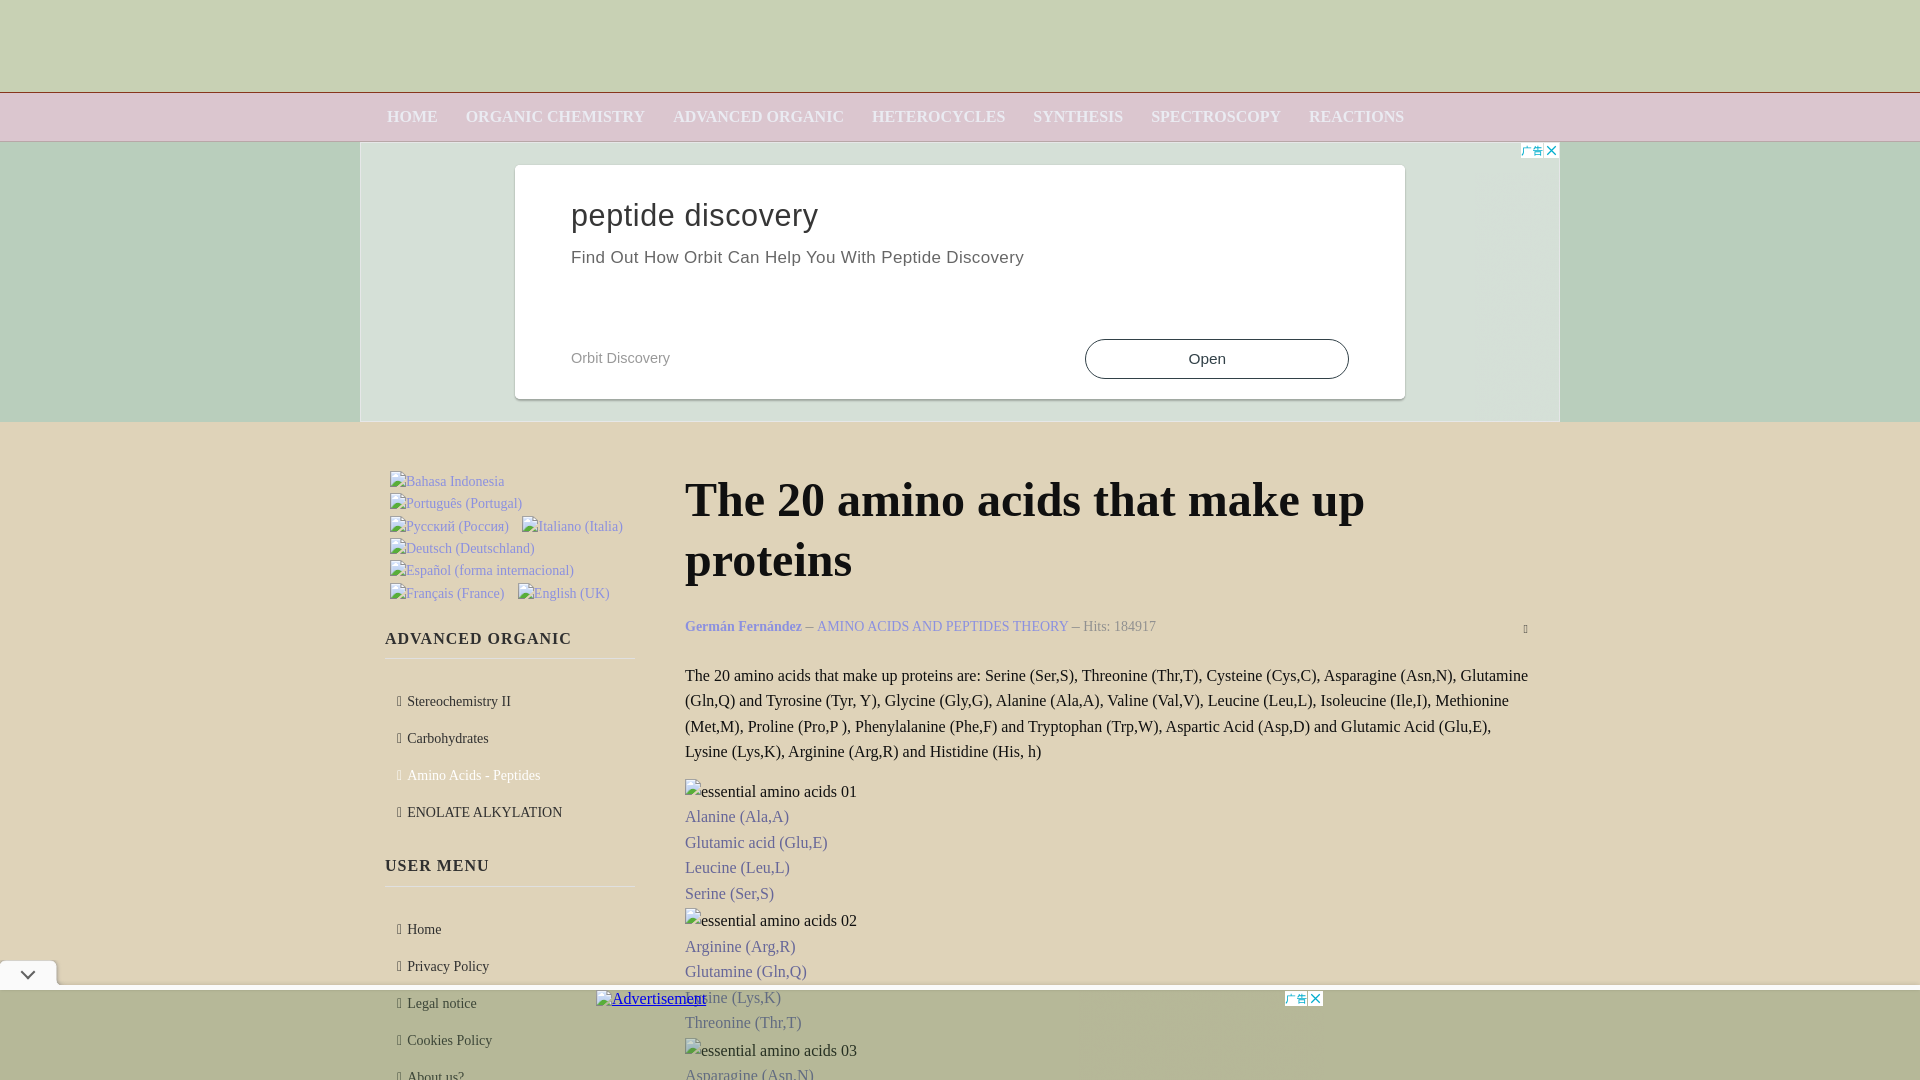 HOME ORGANIC CHEMISTRY ADVANCED ORGANIC HETEROCYCLES SYNTHESIS SPECTROSCOPY REACTIONS
广告
peptide discovery
Find Out How Orbit Can Help You With Peptide Discovery
Orbit Discovery
Open
Bahasa Indonesia
Português (Portugal)
Русский (Россия) Italiano (Italia)
Deutsch (Deutschland)
Español (forma internacional)
Français (France) English (UK)
ADVANCED ORGANIC
Stereochemistry II
Carbohydrates
Amino Acids - Peptides
ENOLATE ALKYLATION
USER MENU
Home
Privacy Policy
Legal notice
Cookies Policy
About us?
The 20 amino acids that make up
proteins
Germán Fernández – AMINO ACIDS AND PEPTIDES THEORY – Hits: 184917
The 20 amino acids that make up proteins are: Serine (Ser,S), Threonine (Thr,T), Cysteine (Cys,C), Asparagine (Asn,N), Glutamine
(Gln,Q) and Tyrosine (Tyr, Y), Glycine (Gly,G), Alanine (Ala,A), Valine (Val,V), Leucine (Leu,L), Isoleucine (Ile,I), Methionine
(Met,M), Proline (Pro,P ), Phenylalanine (Phe,F) and Tryptophan (Trp,W), Aspartic Acid (Asp,D) and Glutamic Acid (Glu,E),
Lysine (Lys,K), Arginine (Arg,R) and Histidine (His, h)
essential amino acids 01
Alanine (Ala,A)
Glutamic acid (Glu,E)
Leucine (Leu,L)
Serine (Ser,S)
essential amino acids 02
Arginine (Arg,R)
Glutamine (Gln,Q)
Lysine (Lys,K)
Threonine (Thr,T)
essential amino acids 03
Asparagine (Asn,N)
Advertisement
广告